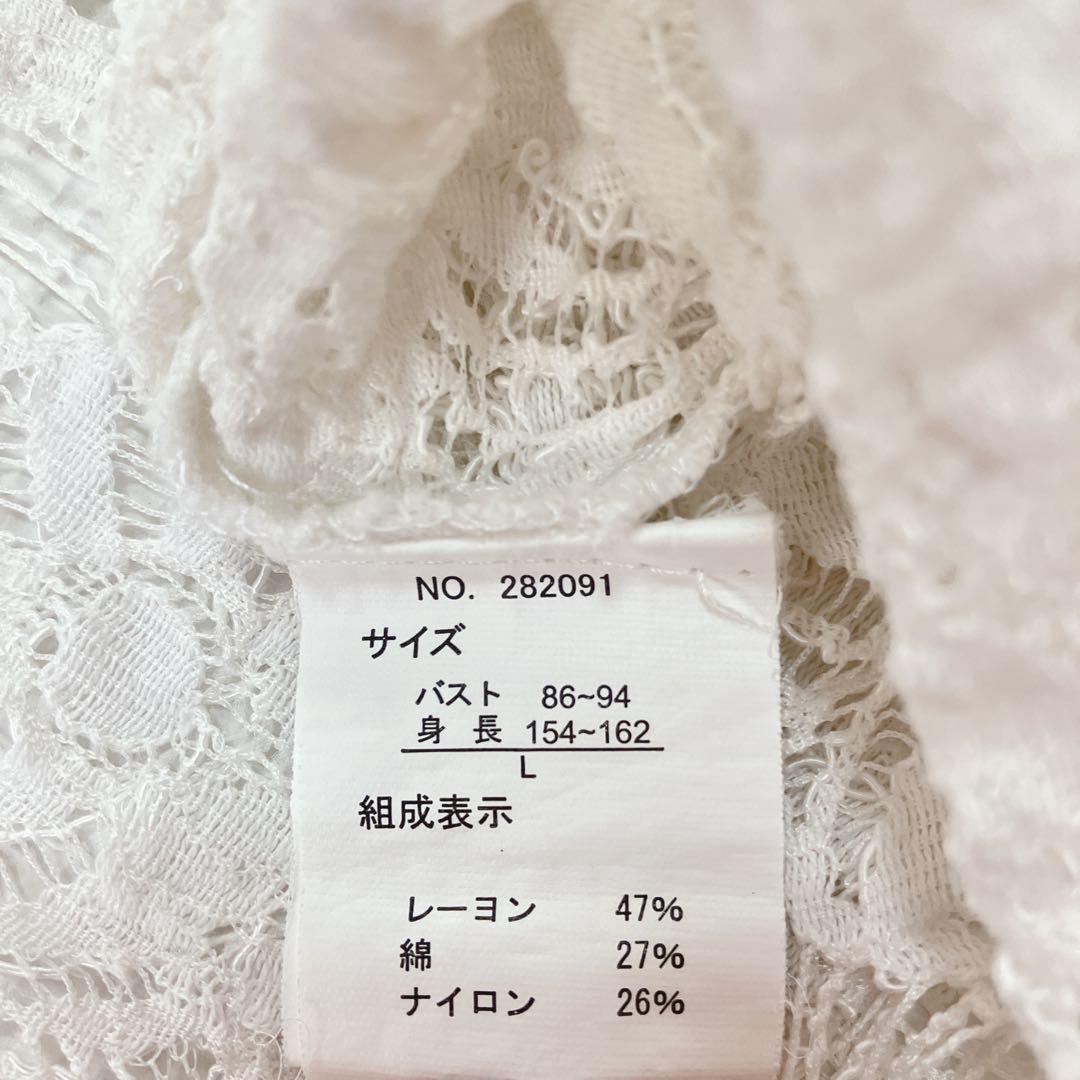 NO. 282091
サイズ
バスト 86~94
身 長 154~162
L
組成表示
レーヨン 47%
綿 27%
ナイロン 26%